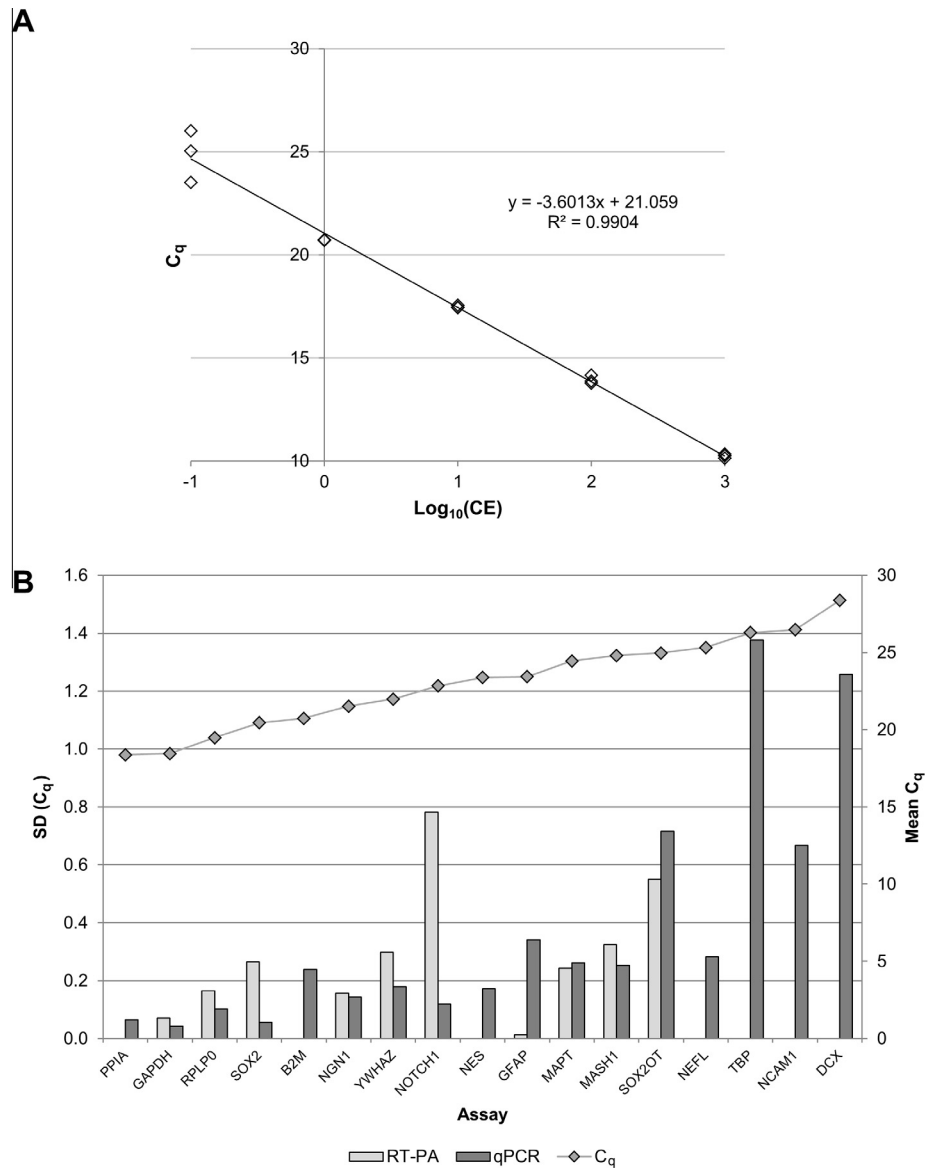 A
30
25
20
15
10
Cq
y = -3.6013x + 21.059
R² = 0.9904
-1 0 1 2 3
Log₁₀(CE)
B
1.6 30
1.4
25
1.2
20
1.0
0.8 15
0.6
10
0.4
5
0.2
0.0 0
SD (Cq)
Mean Cq
PPIA GAPDH RPLP0 SOX2 B2M NGN1 YWHAZ NOTCH1 NES GFAP MAPT MASH1 SOX2OT NEFL TBP NCAM1 DCX
Assay
RT-PA qPCR Cq